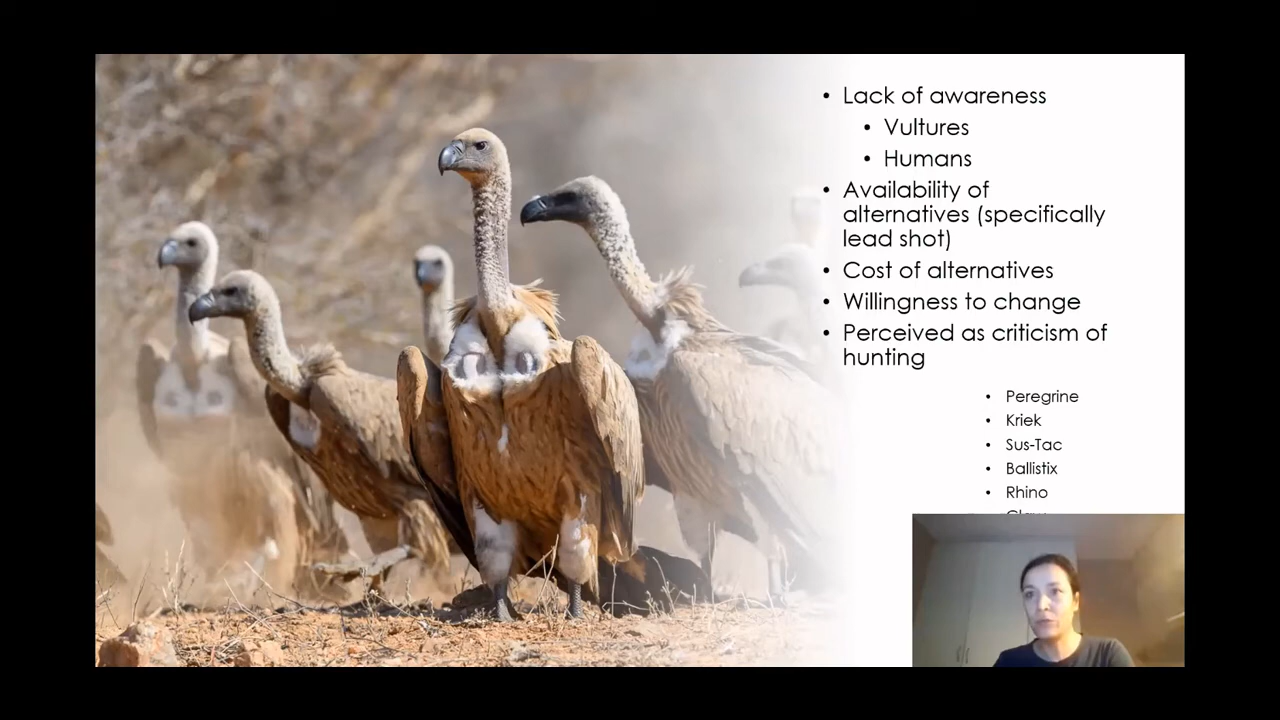 • Lack of awareness
• Vultures
• Humans
• Availability of
alternatives (specifically
lead shot)
• Cost of alternatives
• Willingness to change
• Perceived as criticism of
hunting
• Peregrine
• Kriek
• Sus-Tac
• Ballistix
• Rhino